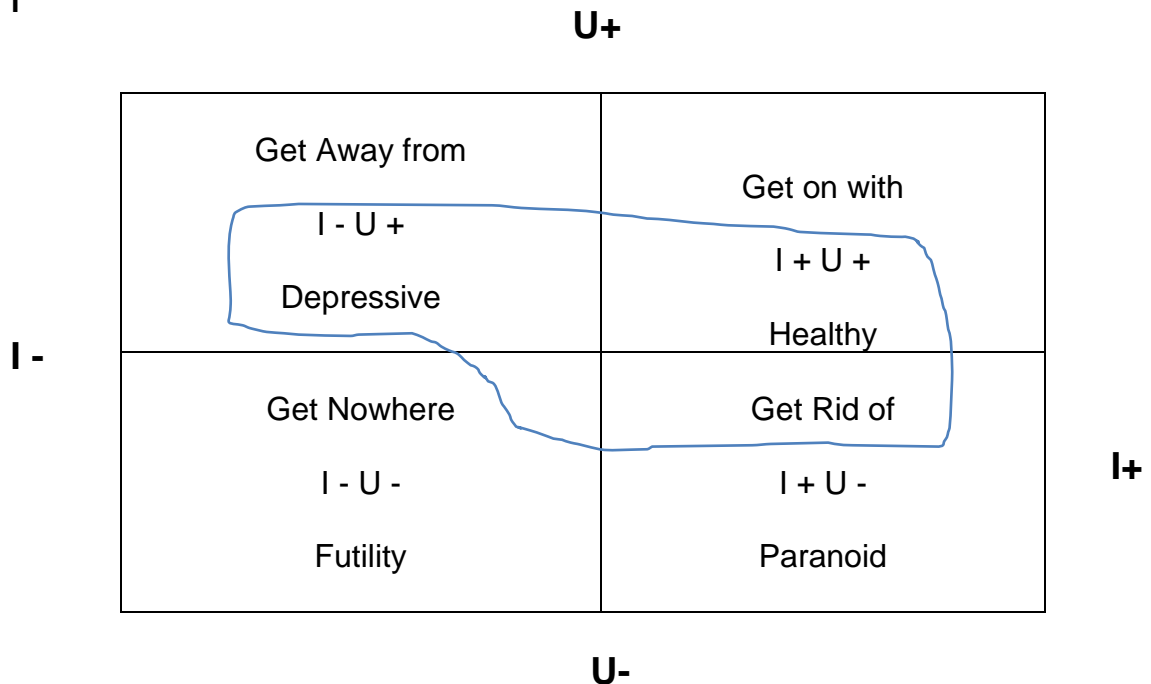 U+
Get Away from
I - U +
Depressive
Get on with
I + U +
Healthy
I -
Get Nowhere
I - U -
Futility
Get Rid of
I + U -
Paranoid
I+
U-